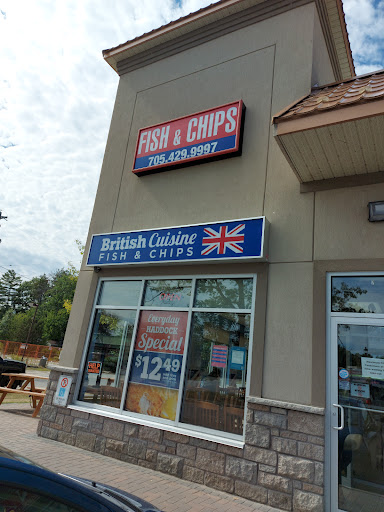 FISH & CHIPS
705.429.9997
British Cuisine
FISH & CHIPS
Everyday
HADDOCK
Special!
$12.49